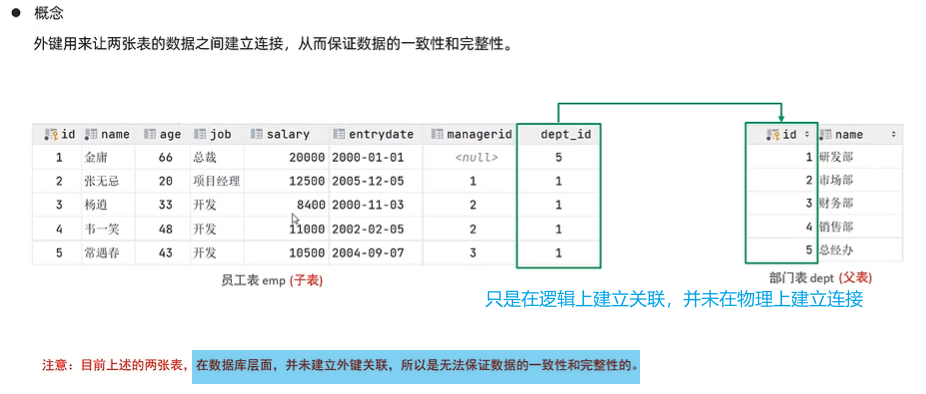 ● 概念
外键用来让两张表的数据之间建立连接，从而保证数据的一致性和完整性。
id name age job salary entrydate managerid dept_id
1 金庸 66 总裁 20000 2000-01-01 <null> 5
2 张无忌 20 项目经理 12500 2005-12-05 1 1
3 杨逍 33 开发 8400 2000-11-03 2 1
4 韦一笑 48 开发 11000 2002-02-05 2 1
5 常遇春 43 开发 10500 2004-09-07 3 1
员工表 emp (子表)
id name
1 研发部
2 市场部
3 财务部
4 销售部
5 总经办
部门表 dept (父表)
只是在逻辑上建立关联，并未在物理上建立连接
注意：目前上述的两张表，在数据库层面，并未建立外键关联，所以是无法保证数据的一致性和完整性的。